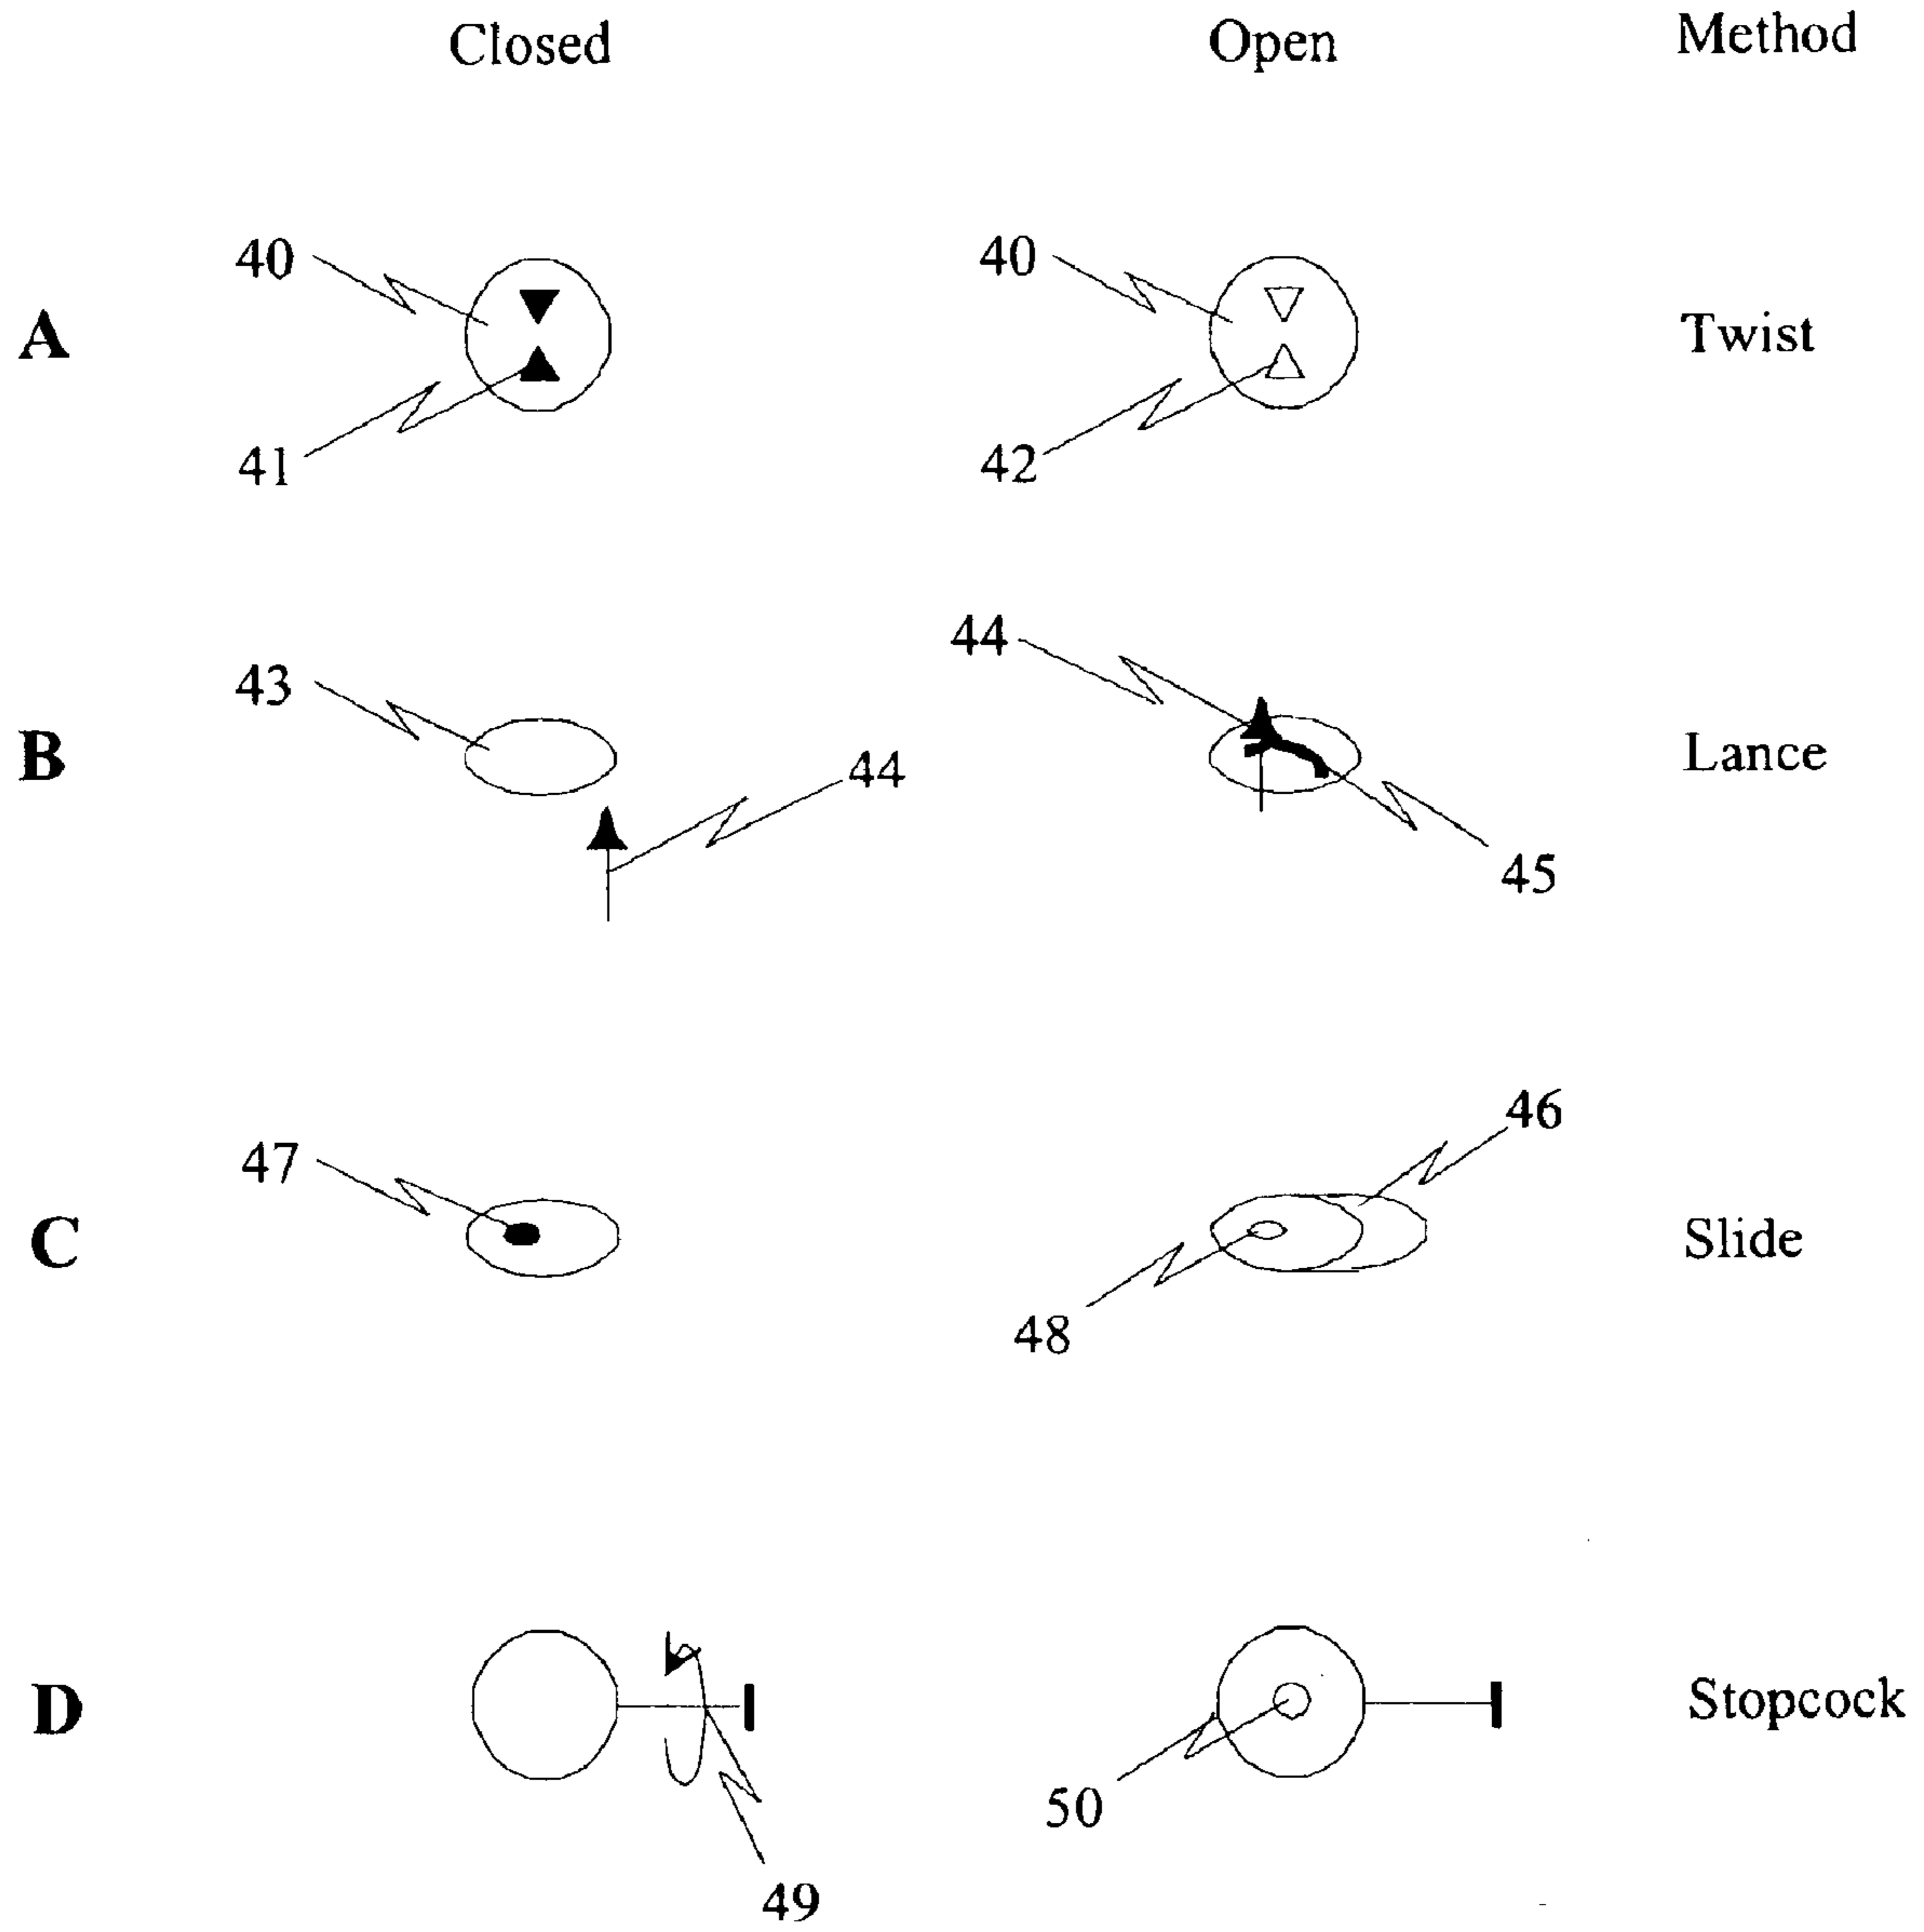 Closed Open Method
40 40
A Twist
41 42
44
43
B 44 Lance
45
46
47
C Slide
48
D Stopcock
50
49